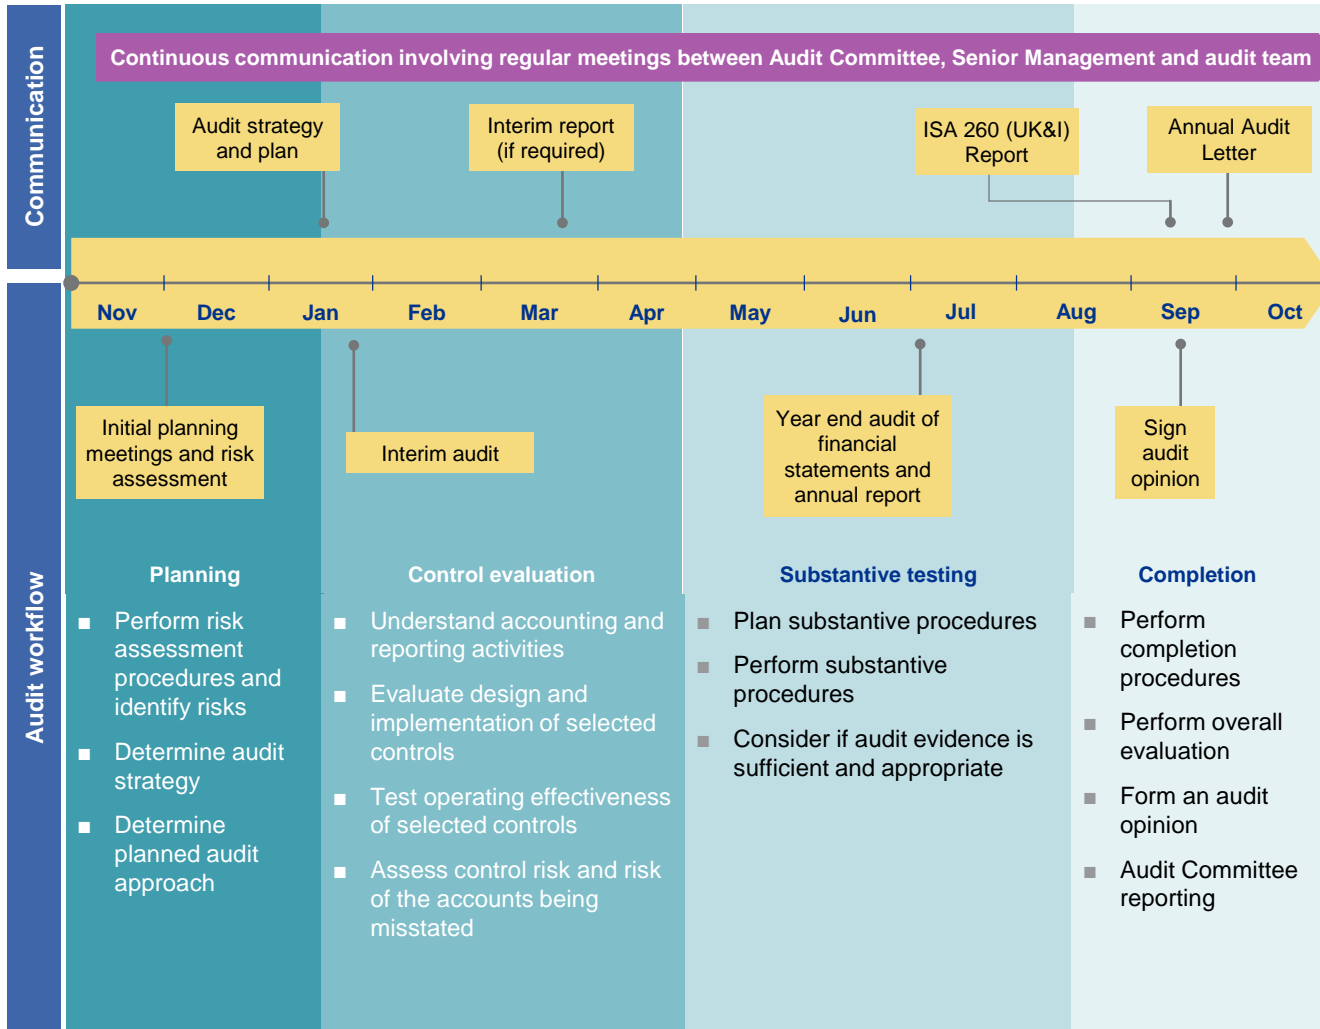 Communication
Continuous communication involving regular meetings between Audit Committee, Senior Management and audit team
Audit strategy
and plan
Interim report
(if required)
ISA 260 (UK&I)
Report
Annual Audit
Letter
Nov
Dec
Jan
Feb
Mar
Apr
May
Jun
Jul
Aug
Sep
Oct
Audit workflow
Initial planning
meetings and risk
assessment
Interim audit
Year end audit of
financial
statements and
annual report
Sign
audit
opinion
Planning
■ Perform risk
assessment
procedures and
identify risks
■ Determine audit
strategy
■ Determine
planned audit
approach
Control evaluation
■ Understand accounting and
reporting activities
■ Evaluate design and
implementation of selected
controls
■ Test operating effectiveness
of selected controls
■ Assess control risk and risk
of the accounts being
misstated
Substantive testing
■ Plan substantive procedures
■ Perform substantive
procedures
■ Consider if audit evidence is
sufficient and appropriate
Completion
■ Perform
completion
procedures
■ Perform overall
evaluation
■ Form an audit
opinion
■ Audit Committee
reporting